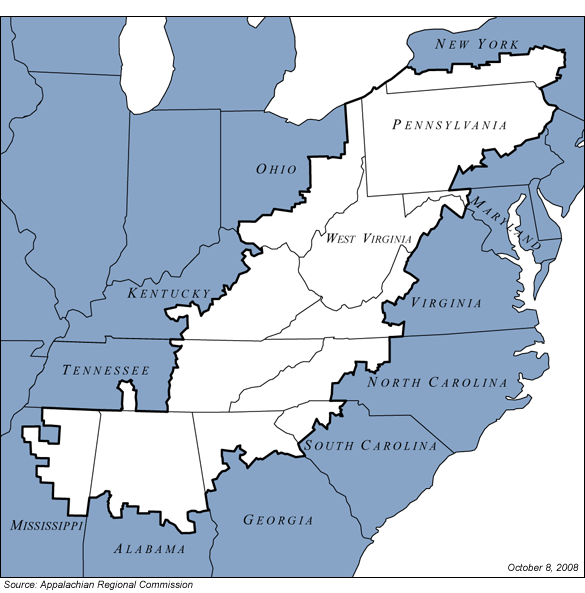 NEW YORK
PENNSYLVANIA
OHIO
MARYLAND
WEST VIRGINIA
KENTUCKY
VIRGINIA
TENNESSEE
NORTH CAROLINA
SOUTH CAROLINA
MISSISSIPPI
GEORGIA
ALABAMA
October 8, 2008
Source: Appalachian Regional Commission